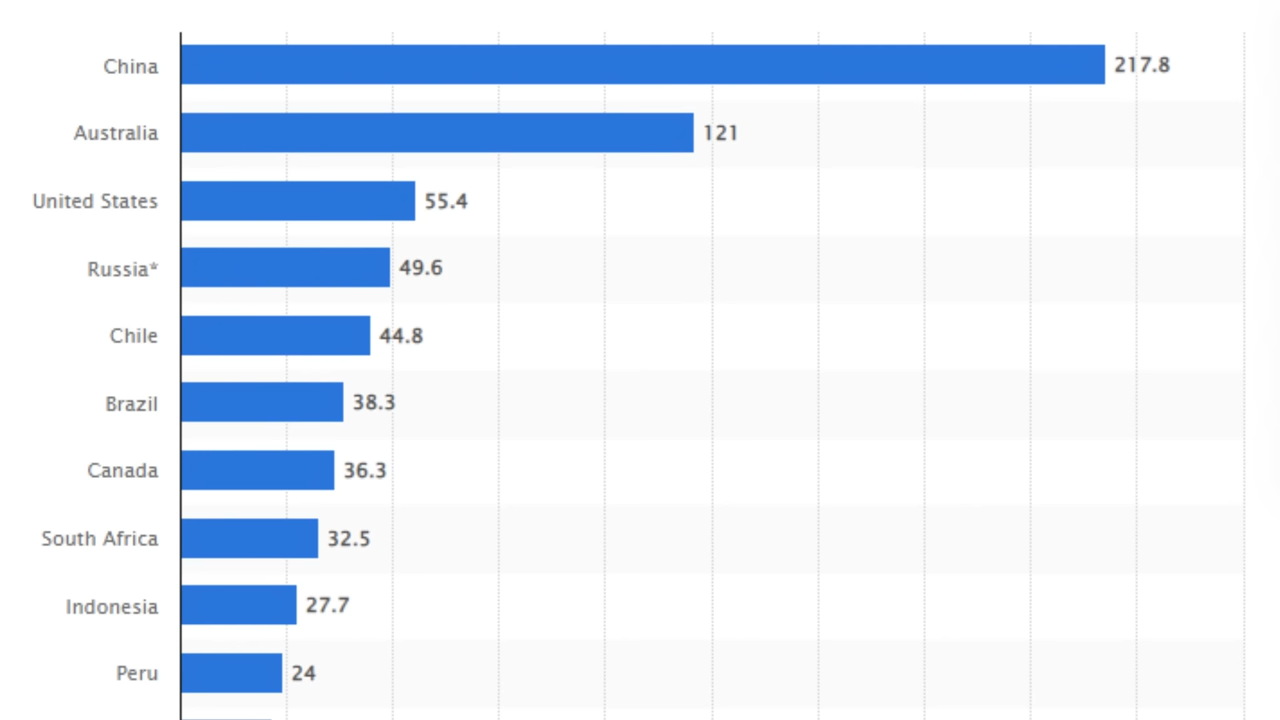 China 217.8
Australia 121
United States 55.4
Russia* 49.6
Chile 44.8
Brazil 38.3
Canada 36.3
South Africa 32.5
Indonesia 27.7
Peru 24